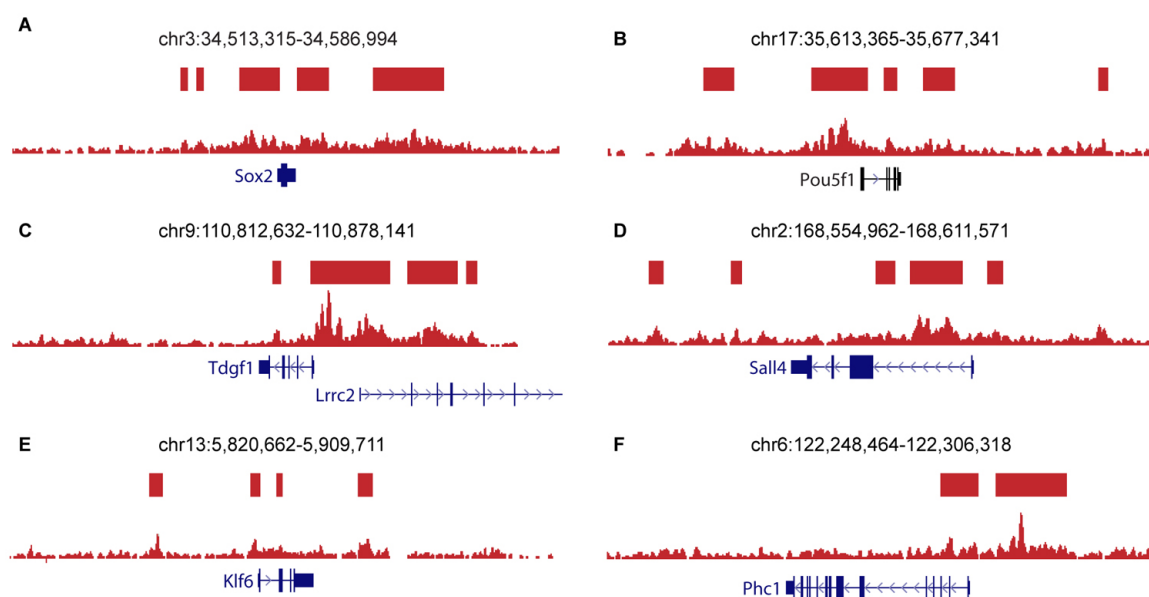 A
chr3:34,513,315-34,586,994
Sox2
B
chr17:35,613,365-35,677,341
Pou5f1
C
chr9:110,812,632-110,878,141
Tdgf1
Lrrc2
D
chr2:168,554,962-168,611,571
Sall4
E
chr13:5,820,662-5,909,711
Klf6
F
chr6:122,248,464-122,306,318
Phc1